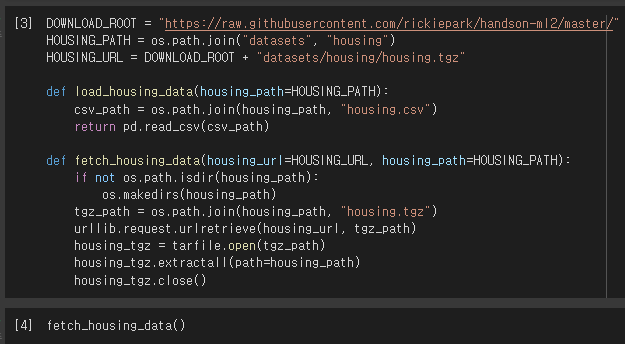 [3] DOWNLOAD_ROOT = "https://raw.githubusercontent.com/rickiepark/handson-ml2/master/"
HOUSING_PATH = os.path.join("datasets", "housing")
HOUSING_URL = DOWNLOAD_ROOT + "datasets/housing/housing.tgz"
def load_housing_data(housing_path=HOUSING_PATH):
csv_path = os.path.join(housing_path, "housing.csv")
return pd.read_csv(csv_path)
def fetch_housing_data(housing_url=HOUSING_URL, housing_path=HOUSING_PATH):
if not os.path.isdir(housing_path):
os.makedirs(housing_path)
tgz_path = os.path.join(housing_path, "housing.tgz")
urllib.request.urlretrieve(housing_url, tgz_path)
housing_tgz = tarfile.open(tgz_path)
housing_tgz.extractall(path=housing_path)
housing_tgz.close()
[4] fetch_housing_data()